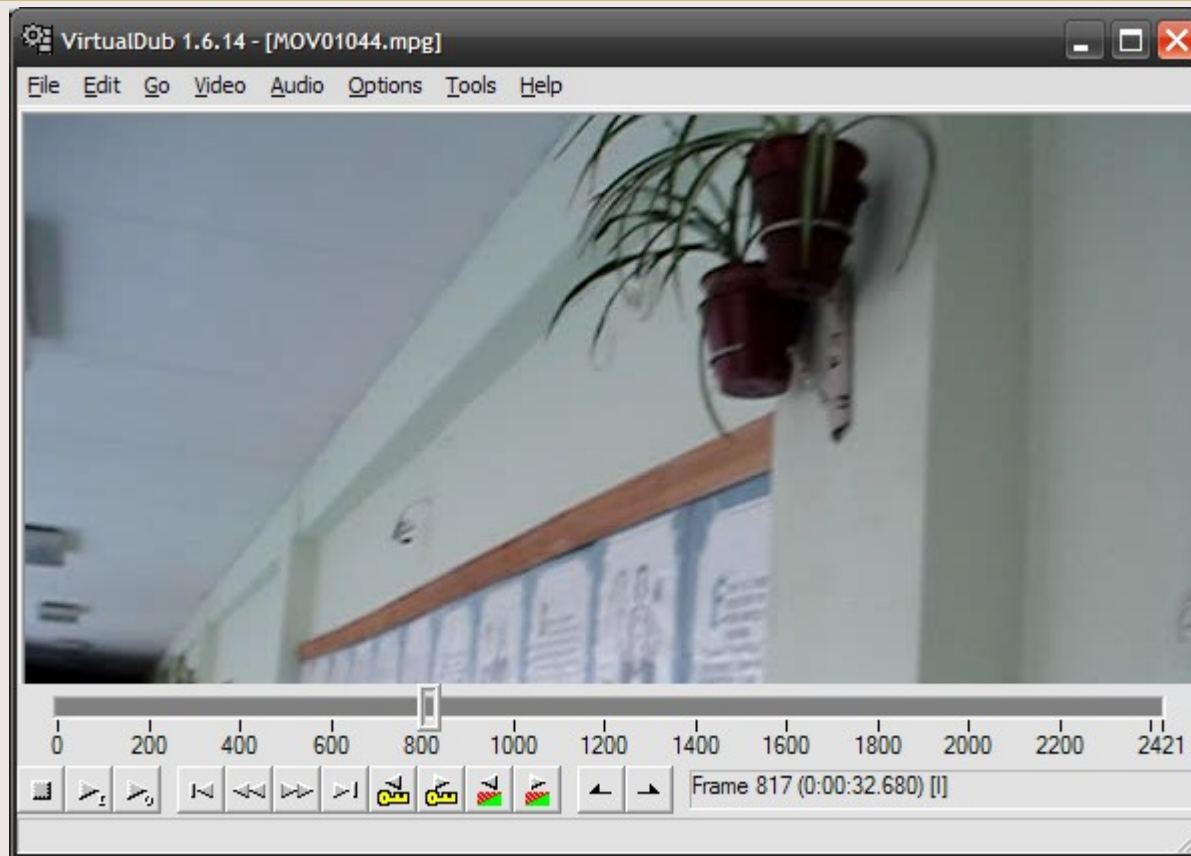 VirtualDub 1.6.14 - [MOV01044.mpg]
File Edit Go Video Audio Options Tools Help
0 200 400 600 800 1000 1200 1400 1600 1800 2000 2200 2421
Frame 817 (0:00:32.680) [I]